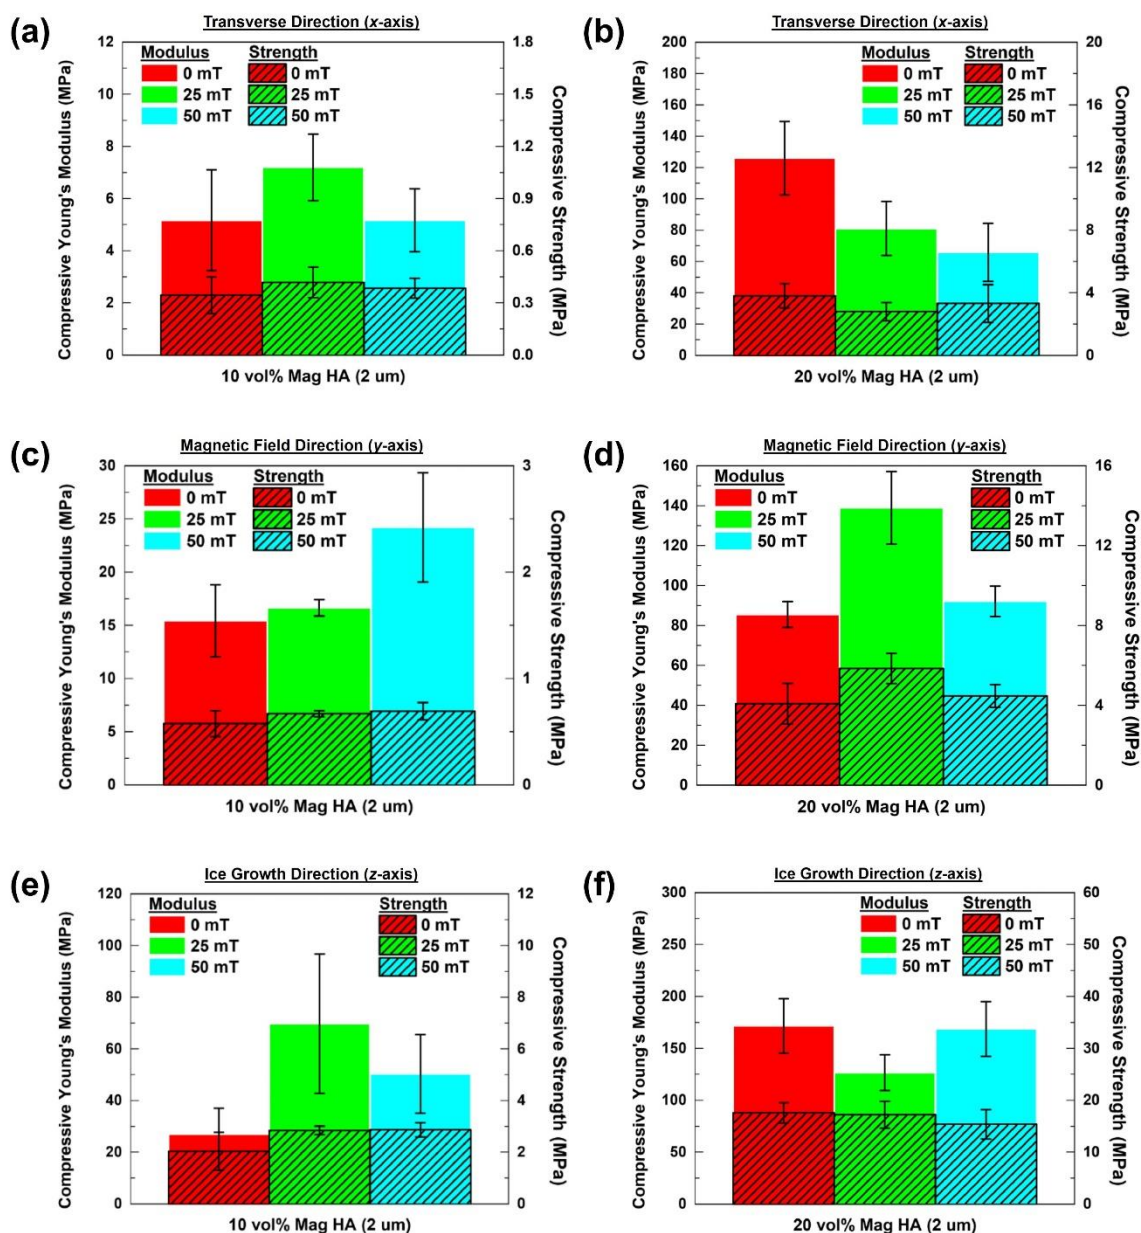 (a)
Transverse Direction (x-axis)
Compressive Young's Modulus (MPa)
12
10
8
6
4
2
0
Modulus
0 mT
25 mT
50 mT
Strength
0 mT
25 mT
50 mT
1.8
1.5
1.2
0.9
0.6
0.3
0.0
Compressive Strength (MPa)
10 vol% Mag HA (2 um)
(b)
Transverse Direction (x-axis)
Compressive Young's Modulus (MPa)
200
180
160
140
120
100
80
60
40
20
0
Modulus
0 mT
25 mT
50 mT
Strength
0 mT
25 mT
50 mT
20
16
12
8
4
0
Compressive Strength (MPa)
20 vol% Mag HA (2 um)
(c)
Magnetic Field Direction (y-axis)
Compressive Young's Modulus (MPa)
30
25
20
15
10
5
0
Modulus
0 mT
25 mT
50 mT
Strength
0 mT
25 mT
50 mT
3
2
1
0
Compressive Strength (MPa)
10 vol% Mag HA (2 um)
(d)
Magnetic Field Direction (y-axis)
Compressive Young's Modulus (MPa)
160
140
120
100
80
60
40
20
0
Modulus
0 mT
25 mT
50 mT
Strength
0 mT
25 mT
50 mT
16
12
8
4
0
Compressive Strength (MPa)
20 vol% Mag HA (2 um)
(e)
Ice Growth Direction (z-axis)
Compressive Young's Modulus (MPa)
120
100
80
60
40
20
0
Modulus
0 mT
25 mT
50 mT
Strength
0 mT
25 mT
50 mT
12
10
8
6
4
2
0
Compressive Strength (MPa)
10 vol% Mag HA (2 um)
(f)
Ice Growth Direction (z-axis)
Compressive Young's Modulus (MPa)
300
250
200
150
100
50
0
Modulus
0 mT
25 mT
50 mT
Strength
0 mT
25 mT
50 mT
60
50
40
30
20
10
0
Compressive Strength (MPa)
20 vol% Mag HA (2 um)